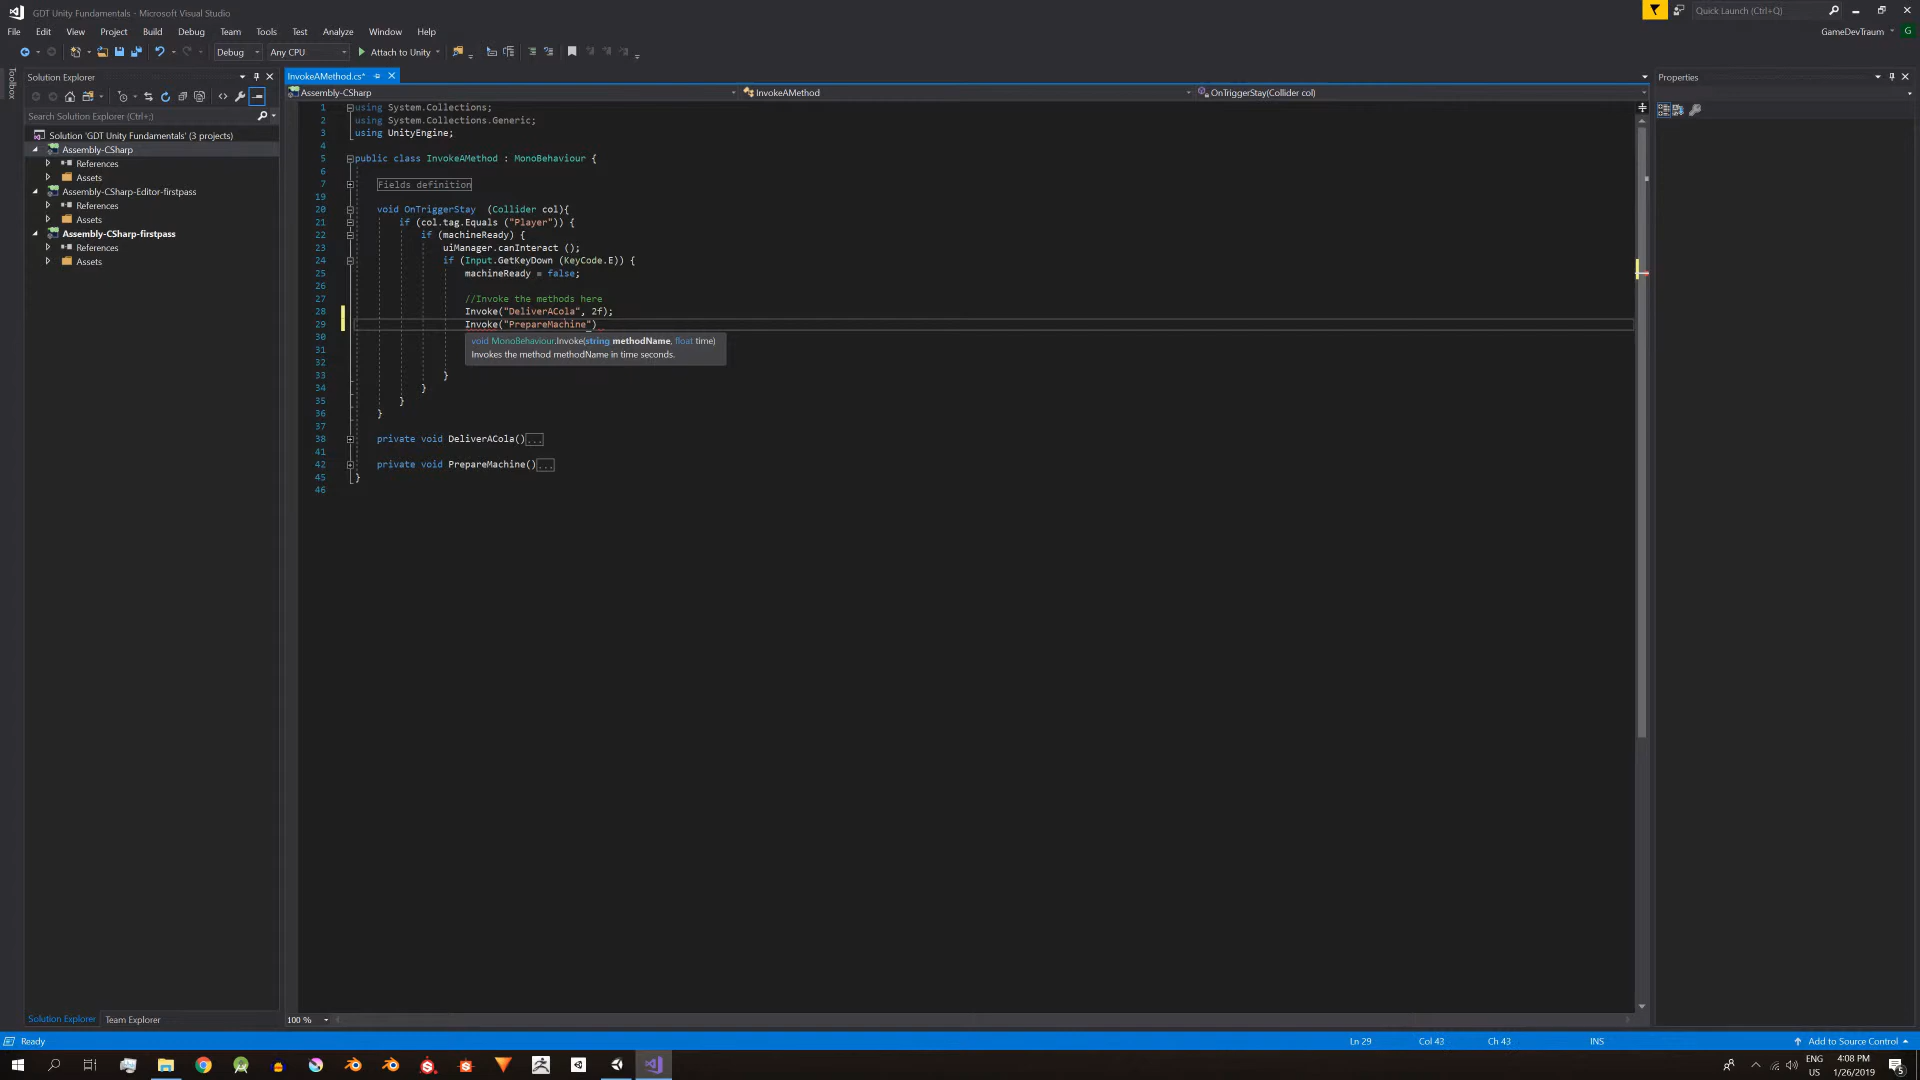 GDT Unity Fundamentals - Microsoft Visual Studio
Quick Launch (Ctrl+Q)
File Edit View Project Build Debug Team Tools Test Analyze Window Help
GameDevTraum G
Debug Any CPU Attach to Unity
Toolbox
Solution Explorer
InvokeAMethod.cs*
Properties
Assembly-CSharp InvokeAMethod OnTriggerStay(Collider col)
Search Solution Explorer (Ctrl+;)
Solution 'GDT Unity Fundamentals' (3 projects)
Assembly-CSharp
References
Assets
Assembly-CSharp-Editor-firstpass
References
Assets
Assembly-CSharp-firstpass
References
Assets
1 using System.Collections;
2 using System.Collections.Generic;
3 using UnityEngine;
4
5 public class InvokeAMethod : MonoBehaviour {
6
7 Fields definition
19
20 void OnTriggerStay (Collider col){
21 if (col.tag.Equals ("Player")) {
22 if (machineReady) {
23 uiManager.canInteract ();
24 if (Input.GetKeyDown (KeyCode.E)) {
25 machineReady = false;
26
27 //Invoke the methods here
28 Invoke("DeliverACola", 2f);
29 Invoke("PrepareMachine")
30
void MonoBehaviour.Invoke(string methodName, float time)
31
Invokes the method methodName in time seconds.
32
33 }
34 }
35 }
36 }
37
38 private void DeliverACola()...
41
42 private void PrepareMachine()...
45 }
46
100 %
Solution Explorer Team Explorer
Ready Ln 29 Col 43 Ch 43 INS Add to Source Control
ENG
US
4:08 PM
1/26/2019
5